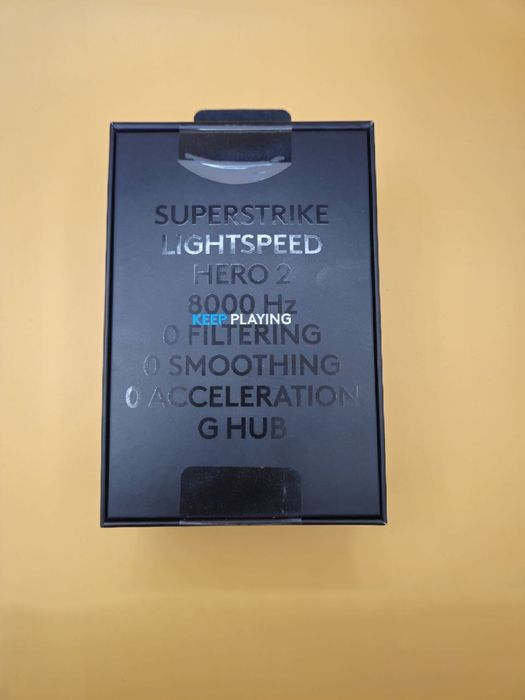 SUPERSTRIKE
LIGHTSPEED
HERO 2
8000 Hz
KEEP PLAYING
0 FILTERING
0 SMOOTHING
0 ACCELERATION
G HUB